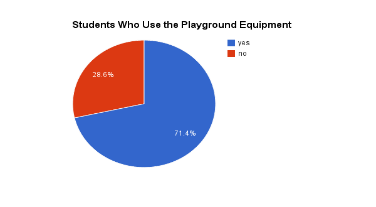 Students Who Use the Playground Equipment
yes
no
28.6%
71.4%